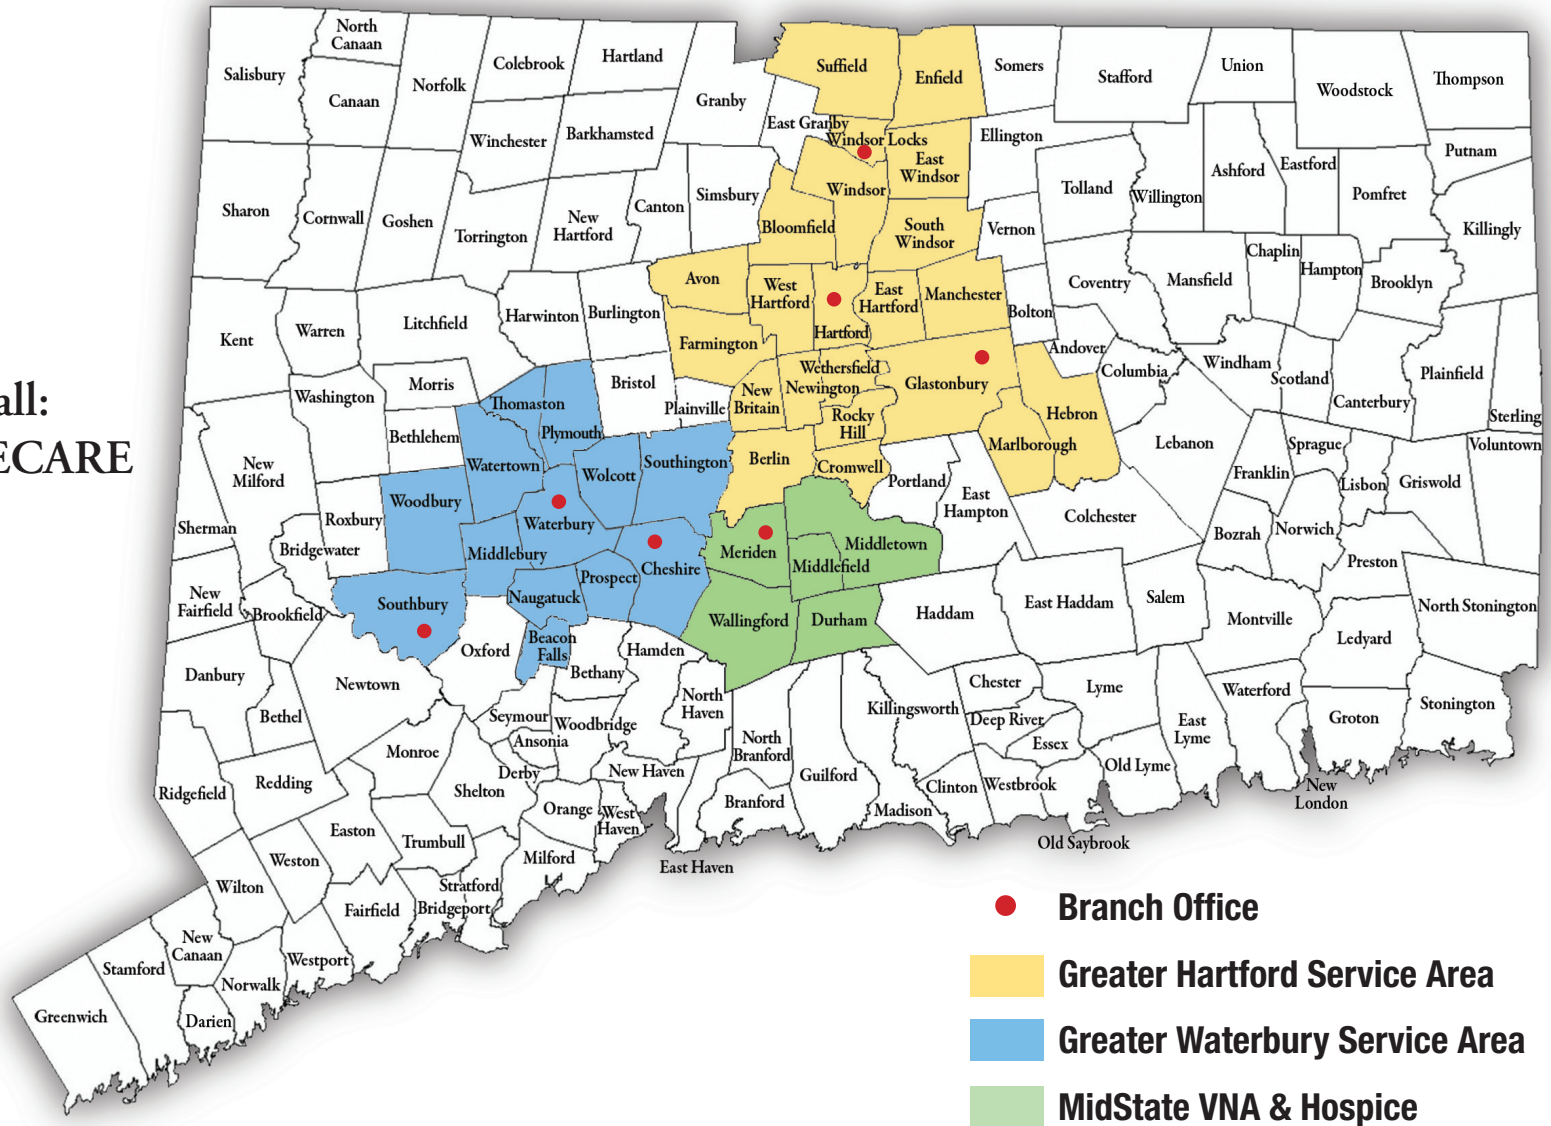 all:
ECARE
North
Canaan
Salisbury
Canaan
Norfolk
Colebrook
Hartland
Granby
Suffield
Enfield
Somers
Stafford
Union
Woodstock
Thompson
Winchester
Barkhamsted
East Granby
Windsor Locks
East
Windsor
Ellington
Tolland
Willington
Ashford
Eastford
Pomfret
Putnam
Killingly
Sharon
Cornwall
Goshen
Torrington
New
Hartford
Canton
Simsbury
Bloomfield
Windsor
South
Windsor
Vernon
Coventry
Mansfield
Chaplin
Hampton
Brooklyn
Kent
Warren
Litchfield
Harwinton
Burlington
Avon
West
Hartford
Hartford
East
Hartford
Manchester
Bolton
Andover
Columbia
Windham
Scotland
Canterbury
Plainfield
Sterling
Washington
Morris
Bristol
Plainville
Farmington
New
Britain
Newington
Wethersfield
Rocky
Hill
Glastonbury
Hebron
Marlborough
Lebanon
Franklin
Sprague
Lisbon
Griswold
Voluntown
New
Milford
Bethlehem
Thomaston
Plymouth
Watertown
Wolcott
Southington
Berlin
Cromwell
Portland
East
Hampton
Colchester
Bozrah
Norwich
Preston
Sherman
Roxbury
Woodbury
Waterbury
Middlebury
Cheshire
Prospect
Naugatuck
Meriden
Middletown
Middlefield
Bridgewater
New
Fairfield
Brookfield
Southbury
Oxford
Beacon
Falls
Bethany
Hamden
Wallingford
Durham
Haddam
East Haddam
Salem
Montville
Ledyard
North Stonington
Danbury
Bethel
Newtown
Seymour
Woodbridge
Ansonia
North
Haven
North
Branford
Killingsworth
Chester
Deep River
Essex
Lyme
East
Lyme
Waterford
Groton
Stonington
Ridgefield
Redding
Monroe
Derby
Shelton
New Haven
Orange
West
Haven
Branford
Guilford
Madison
Clinton
Westbrook
Old Lyme
New
London
Old Saybrook
East Haven
Easton
Trumbull
Milford
Weston
Wilton
Stratford
Bridgeport
Fairfield
New
Canaan
Westport
Norwalk
Stamford
Darien
Greenwich
Branch Office
Greater Hartford Service Area
Greater Waterbury Service Area
MidState VNA & Hospice